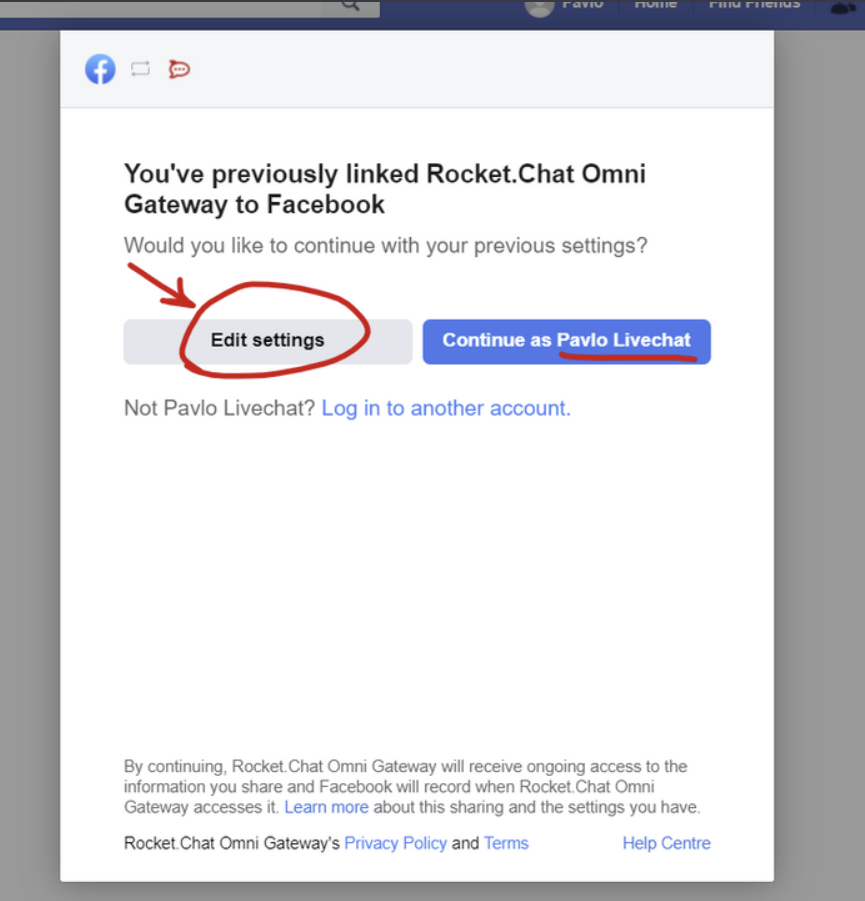 Pavlo Home Find Friends
You've previously linked Rocket.Chat Omni
Gateway to Facebook
Would you like to continue with your previous settings?
Edit settings
Continue as Pavlo Livechat
Not Pavlo Livechat? Log in to another account.
By continuing, Rocket.Chat Omni Gateway will receive ongoing access to the
information you share and Facebook will record when Rocket.Chat Omni
Gateway accesses it. Learn more about this sharing and the settings you have.
Rocket.Chat Omni Gateway's Privacy Policy and Terms
Help Centre